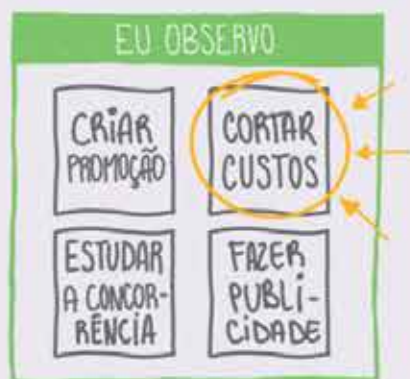 EU OBSERVO
CRIAR
PROMOÇÃO
CORTAR
CUSTOS
ESTUDAR
A CONCOR-
RÊNCIA
FAZER
PUBLI-
CIDADE